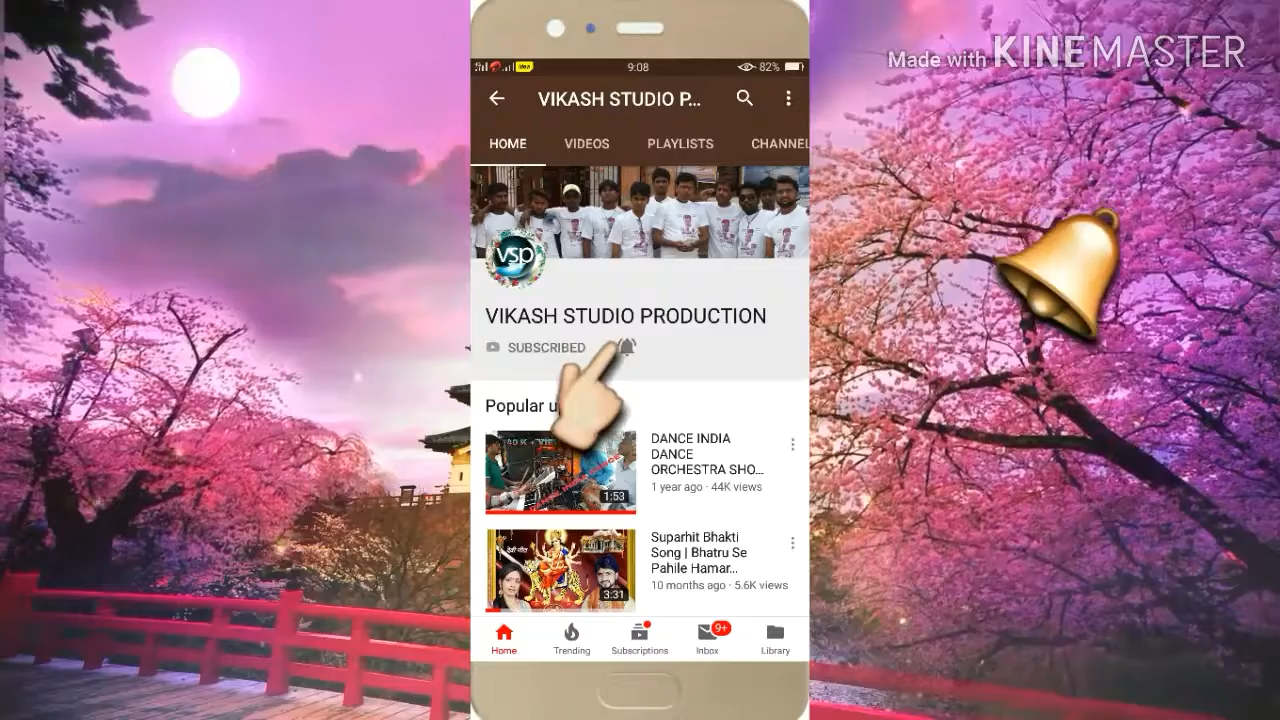 Made with KINEMASTER
Idea 9:08 82%
VIKASH STUDIO P...
HOME VIDEOS PLAYLISTS CHANNEL
vsp
VIKASH STUDIO PRODUCTION
SUBSCRIBED
Popular u
DANCE INDIA
DANCE
ORCHESTRA SHO...
1 year ago · 44K views
1:53
Suparhit Bhakti
Song | Bhatru Se
Pahile Hamar...
10 months ago · 5.6K views
देवी गीत
3:31
9+
Home Trending Subscriptions Inbox Library